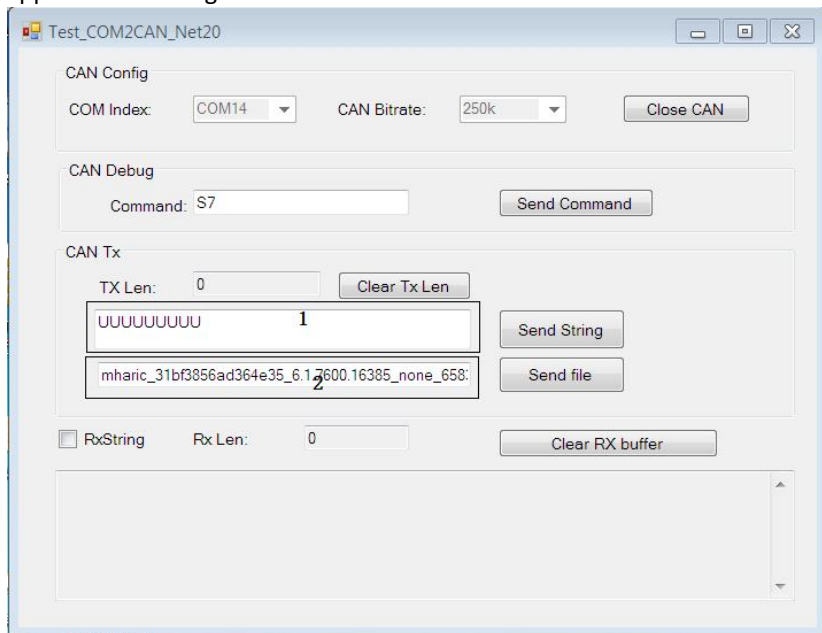 Test_COM2CAN_Net20
CAN Config
COM Index: COM14 CAN Bitrate: 250k Close CAN
CAN Debug
Command: S7 Send Command
CAN Tx
TX Len: 0 Clear Tx Len
UUUUUUUUU 1 Send String
mharic_31bf3856ad364e35_6.1.7600.16385_none_658 2 Send file
RxString Rx Len: 0 Clear RX buffer